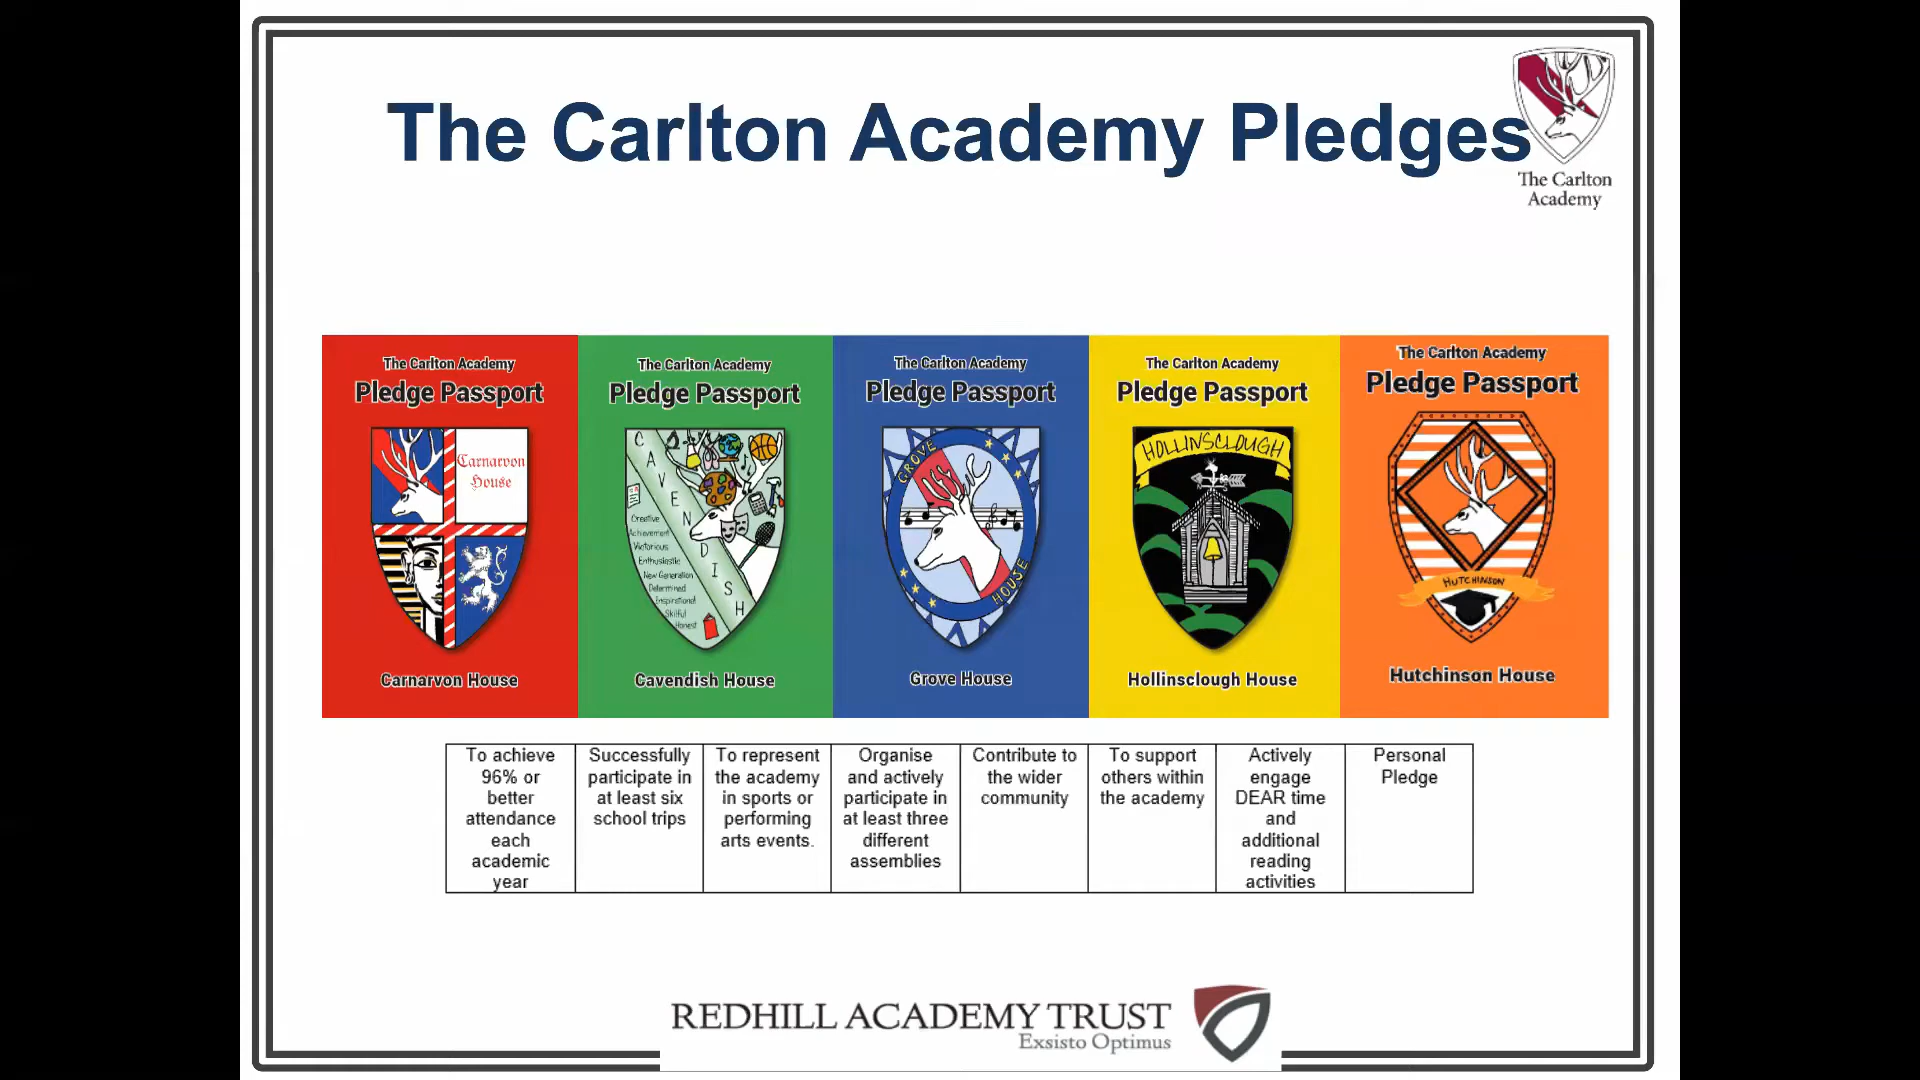 The Carlton Academy Pledges
The Carlton
Academy
The Carlton Academy
Pledge Passport
Carnarvon
House
Carnarvon House
The Carlton Academy
Pledge Passport
CAVENDISH
Creative
Achievement
Victorious
Enthusiastic
New Generation
Determined
Inspirational
Skilful
Honest
Cavendish House
The Carlton Academy
Pledge Passport
GROVE
HOUSE
Grove House
The Carlton Academy
Pledge Passport
HOLLINSCLOUGH
Hollinsclough House
The Carlton Academy
Pledge Passport
HUTCHINSON
Hutchinson House
To achieve
96% or
better
attendance
each
academic
year
Successfully
participate in
at least six
school trips
To represent
the academy
in sports or
performing
arts events.
Organise
and actively
participate in
at least three
different
assemblies
Contribute to
the wider
community
To support
others within
the academy
Actively
engage
DEAR time
and
additional
reading
activities
Personal
Pledge
REDHILL ACADEMY TRUST
Exsisto Optimus